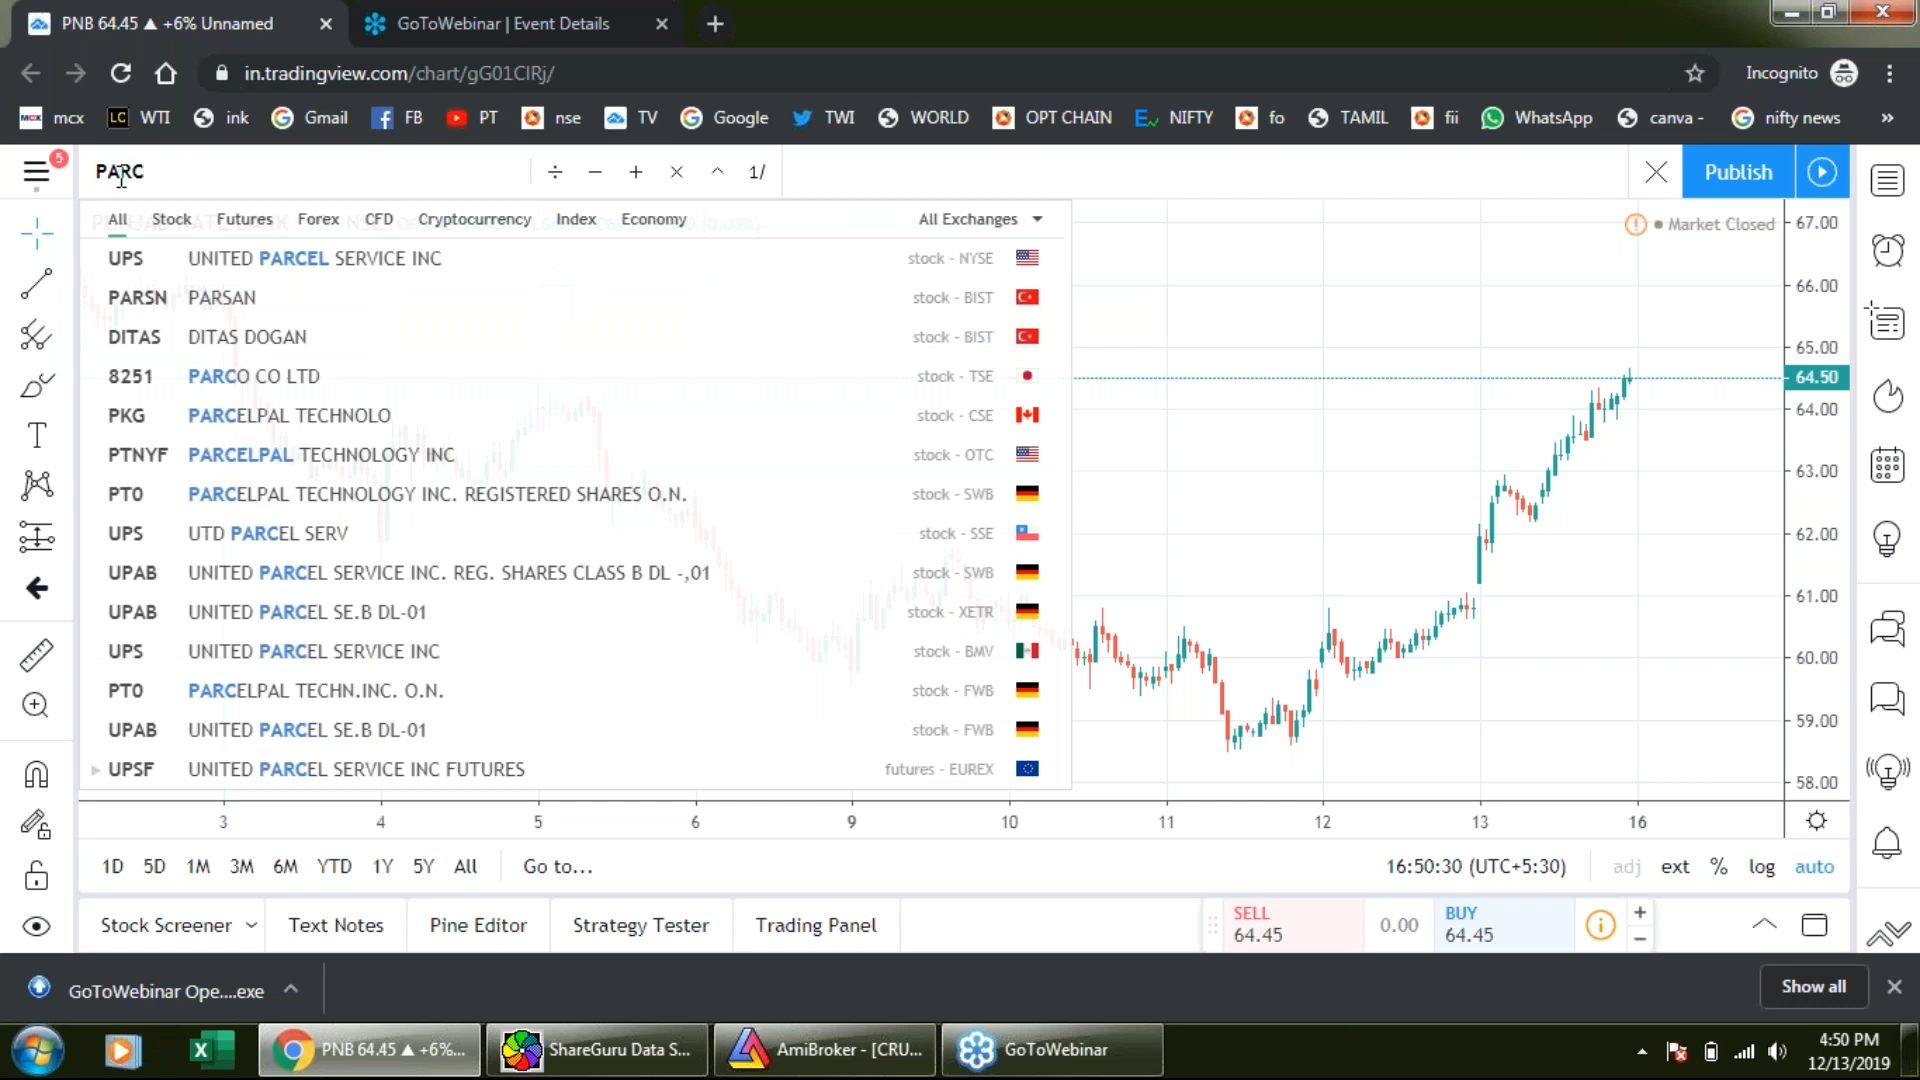 PNB 64.45 ▲ +6% Unnamed
GoToWebinar | Event Details
in.tradingview.com/chart/gG01CIRj/
Incognito
mcx WTI ink Gmail FB PT nse TV Google TWI WORLD OPT CHAIN NIFTY fo TAMIL fii WhatsApp canva - nifty news »
5
PARC ÷ − + × ^ 1/
Publish
All Stock Futures Forex CFD Cryptocurrency Index Economy All Exchanges
Market Closed
UPS UNITED PARCEL SERVICE INC stock - NYSE
PARSN PARSAN stock - BIST
DITAS DITAS DOGAN stock - BIST
8251 PARCO CO LTD stock - TSE
PKG PARCELPAL TECHNOLO stock - CSE
PTNYF PARCELPAL TECHNOLOGY INC stock - OTC
PT0 PARCELPAL TECHNOLOGY INC. REGISTERED SHARES O.N. stock - SWB
UPS UTD PARCEL SERV stock - SSE
UPAB UNITED PARCEL SERVICE INC. REG. SHARES CLASS B DL -,01 stock - SWB
UPAB UNITED PARCEL SE.B DL-01 stock - XETR
UPS UNITED PARCEL SERVICE INC stock - BMV
PT0 PARCELPAL TECHN.INC. O.N. stock - FWB
UPAB UNITED PARCEL SE.B DL-01 stock - FWB
UPSF UNITED PARCEL SERVICE INC FUTURES futures - EUREX
67.00
66.00
65.00
64.50
64.00
63.00
62.00
61.00
60.00
59.00
58.00
3 4 5 6 9 10 11 12 13 16
1D 5D 1M 3M 6M YTD 1Y 5Y All Go to... 16:50:30 (UTC+5:30) adj ext % log auto
Stock Screener Text Notes Pine Editor Strategy Tester Trading Panel
SELL
64.45
0.00
BUY
64.45
GoToWebinar Ope....exe
Show all
PNB 64.45 ▲ +6%...
ShareGuru Data S...
AmiBroker - [CRU...
GoToWebinar
4:50 PM
12/13/2019